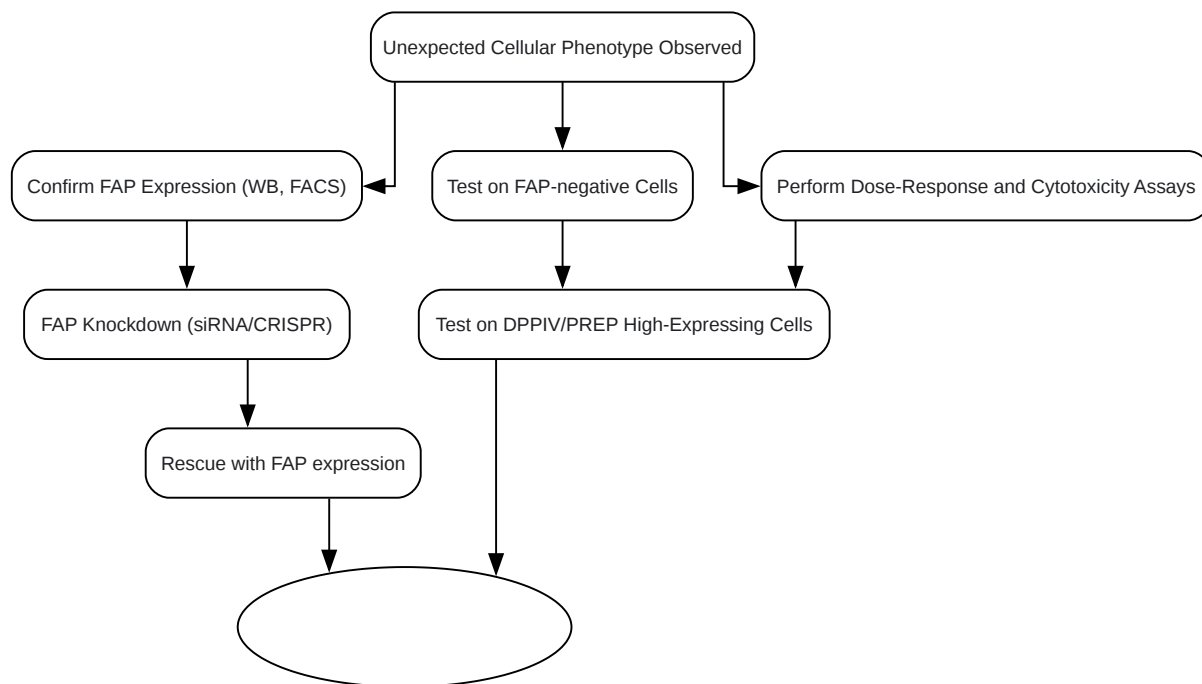 Unexpected Cellular Phenotype Observed
Confirm FAP Expression (WB, FACS)
Test on FAP-negative Cells
Perform Dose-Response and Cytotoxicity Assays
FAP Knockdown (siRNA/CRISPR)
Test on DPPIV/PREP High-Expressing Cells
Rescue with FAP expression